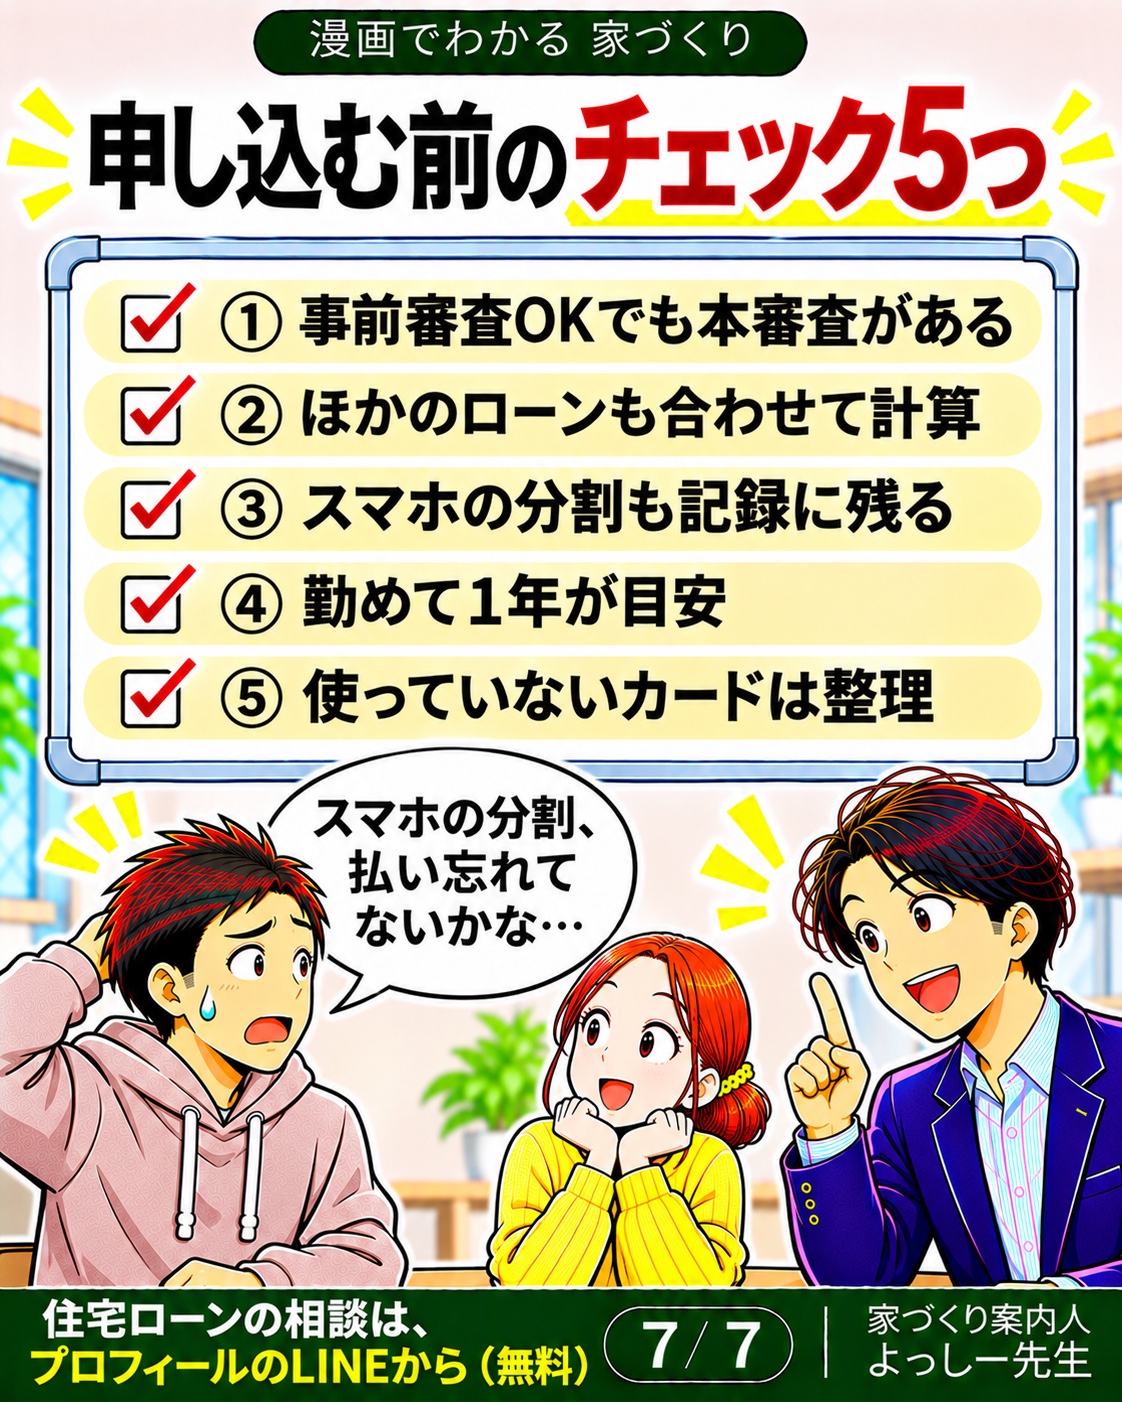 漫画でわかる 家づくり
申し込む前のチェック5つ
① 事前審査OKでも本審査がある
② ほかのローンも合わせて計算
③ スマホの分割も記録に残る
④ 勤めて1年が目安
⑤ 使っていないカードは整理
スマホの分割、
払い忘れて
ないかな…
住宅ローンの相談は、
プロフィールのLINEから（無料）
7/7
家づくり案内人
よっしー先生